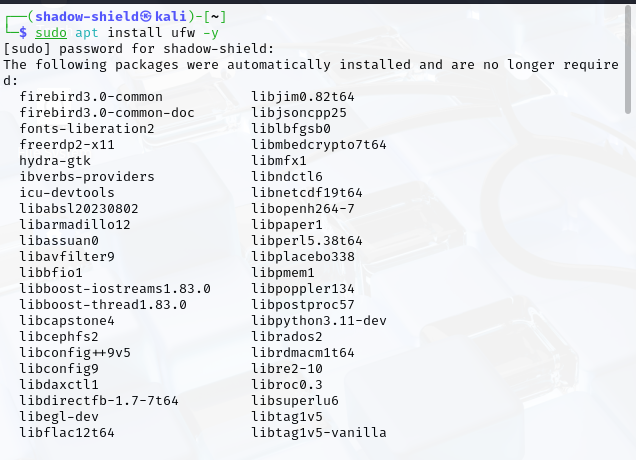 ┌──(shadow-shield㉿kali)-[~]
└─$ sudo apt install ufw -y
[sudo] password for shadow-shield:
The following packages were automatically installed and are no longer require
d:
firebird3.0-common libjim0.82t64
firebird3.0-common-doc libjsoncpp25
fonts-liberation2 liblbfgsb0
freerdp2-x11 libmbedcrypto7t64
hydra-gtk libmfx1
ibverbs-providers libndctl6
icu-devtools libnetcdf19t64
libabsl20230802 libopenh264-7
libarmadillo12 libpaper1
libassuan0 libperl5.38t64
libavfilter9 libplacebo338
libbfio1 libpmem1
libboost-iostreams1.83.0 libpoppler134
libboost-thread1.83.0 libpostproc57
libcapstone4 libpython3.11-dev
libcephfs2 librados2
libconfig++9v5 librdmacm1t64
libconfig9 libre2-10
libdaxctl1 libroc0.3
libdirectfb-1.7-7t64 libsuperlu6
libegl-dev libtag1v5
libflac12t64 libtag1v5-vanilla